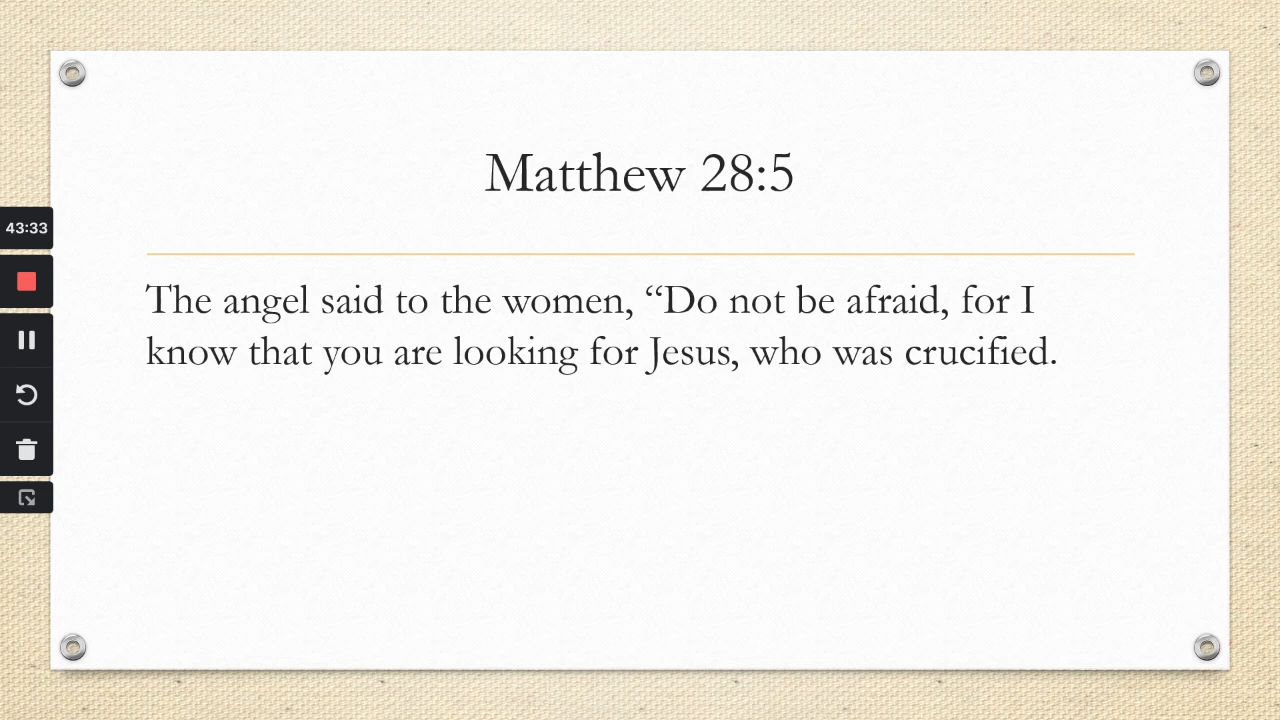 Matthew 28:5
43:33
The angel said to the women, “Do not be afraid, for I
know that you are looking for Jesus, who was crucified.